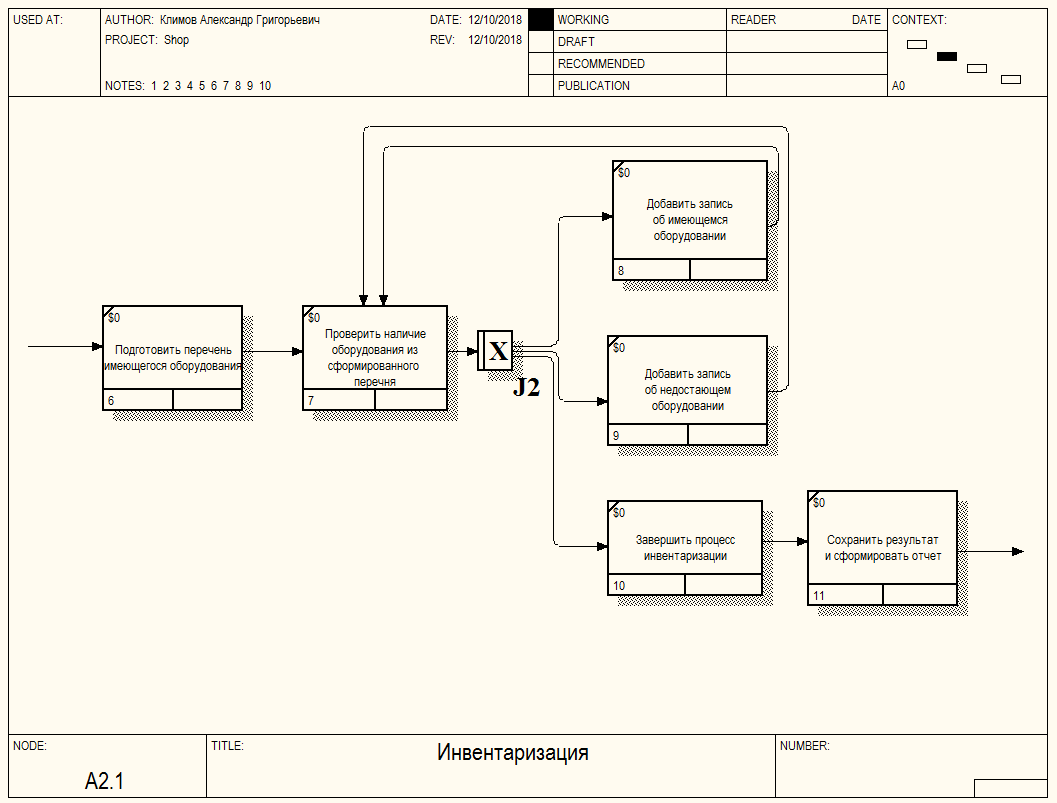 USED AT:
AUTHOR: Климов Александр Григорьевич
DATE: 12/10/2018
PROJECT: Shop
REV: 12/10/2018
NOTES: 1 2 3 4 5 6 7 8 9 10
WORKING
DRAFT
RECOMMENDED
PUBLICATION
READER
DATE
CONTEXT:
A0
$0
Добавить запись
об имеющемся
оборудовании
8
$0
Подготовить перечень
имеющегося оборудования
6
$0
Проверить наличие
оборудования из
сформированного
перечня
7
X
J2
$0
Добавить запись
об недостающем
оборудовании
9
$0
Завершить процесс
инвентаризации
10
$0
Сохранить результат
и сформировать отчет
11
NODE:
A2.1
TITLE:
Инвентаризация
NUMBER: